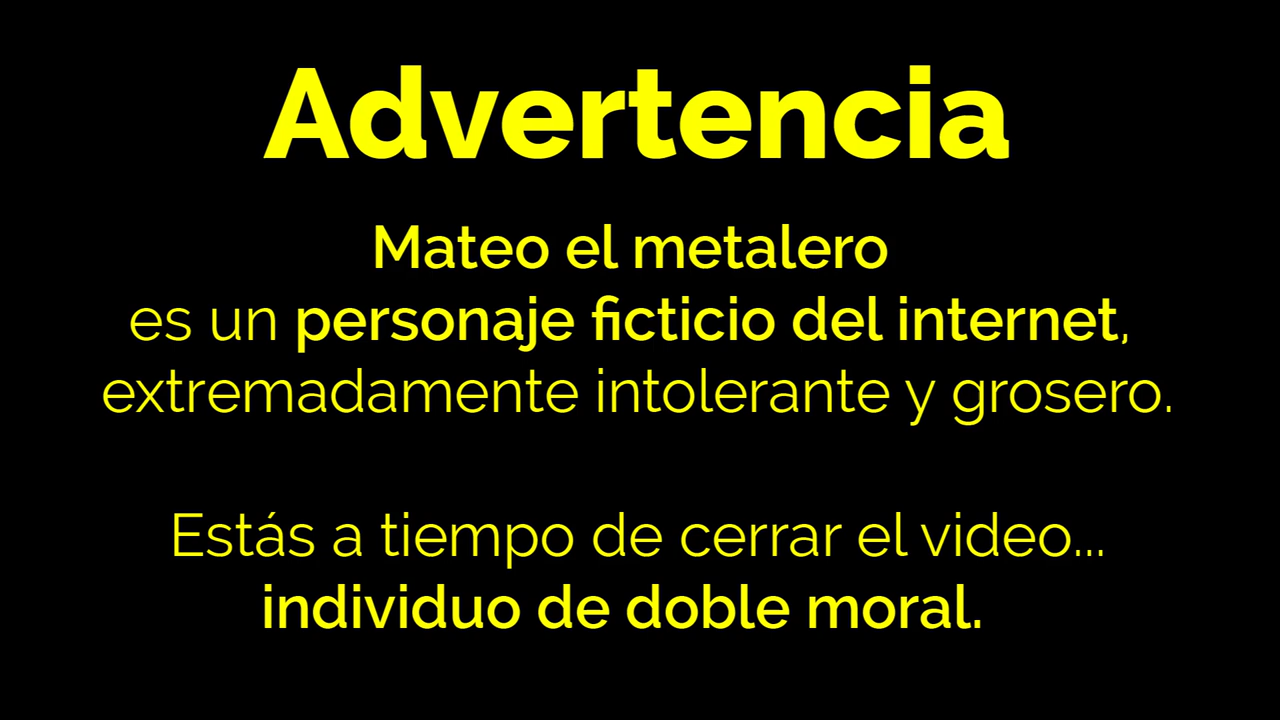 Advertencia
Mateo el metalero
es un personaje ficticio del internet,
extremadamente intolerante y grosero.
Estás a tiempo de cerrar el video...
individuo de doble moral.